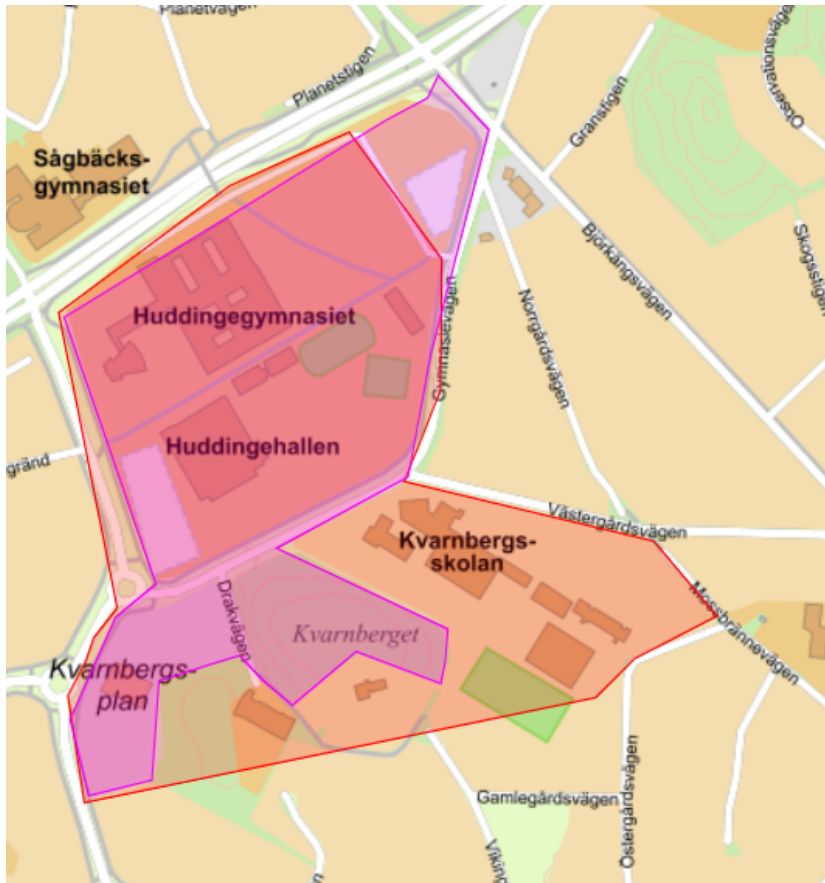 Planetvägen
Planetstigen
Observationsvägen
Granstigen
Sågbäcks-
gymnasiet
Björkängsvägen
Skogsstigen
Huddingegymnasiet
Gymnasievägen
Norrgårdsvägen
Huddingehallen
gränd
Västergårdsvägen
Kvarnbergs-
skolan
Drakvägen
Kvarnberget
Mossbrännevägen
Kvarnbergs-
plan
Gamlegårdsvägen
Östergårdsvägen
Viking